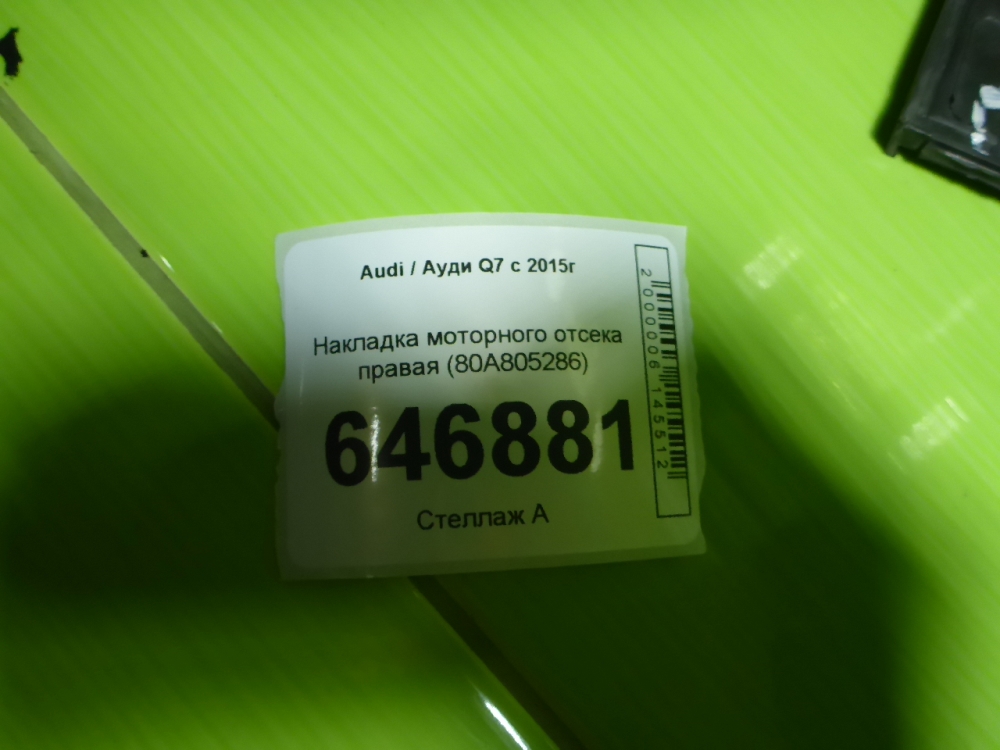 Audi / Ауди Q7 с 2015г
Накладка моторного отсека
правая (80A805286)
646881
Стеллаж А
2000006145512